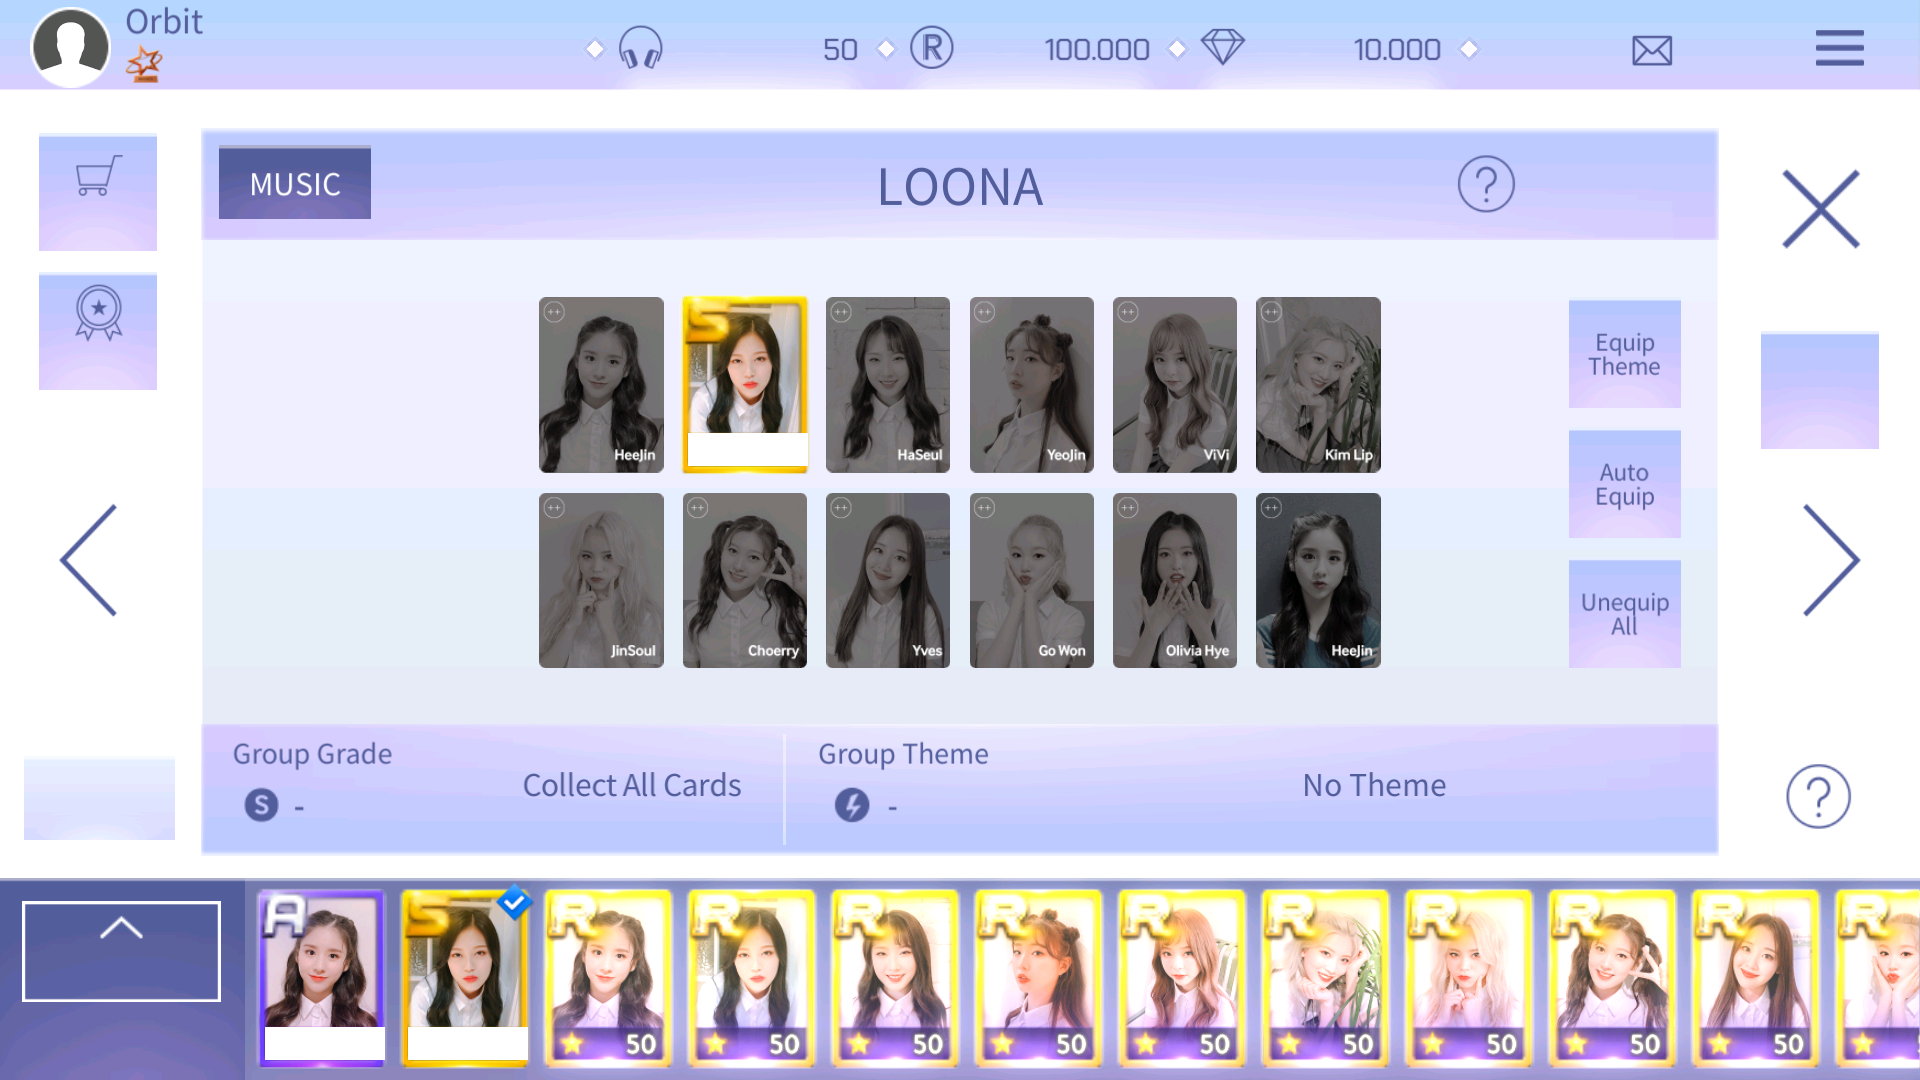 Orbit
50
R
100.000
10.000
MUSIC
LOONA
?
HeeJin
S
HaSeul
YeoJin
ViVi
Kim Lip
Equip
Theme
JinSoul
Choerry
Yves
Go Won
Olivia Hye
HeeJin
Auto
Equip
Unequip
All
Group Grade
S -
Collect All Cards
Group Theme
-
No Theme
?
A
S
R 50
R 50
R 50
R 50
R 50
R 50
R 50
R 50
R 50
R